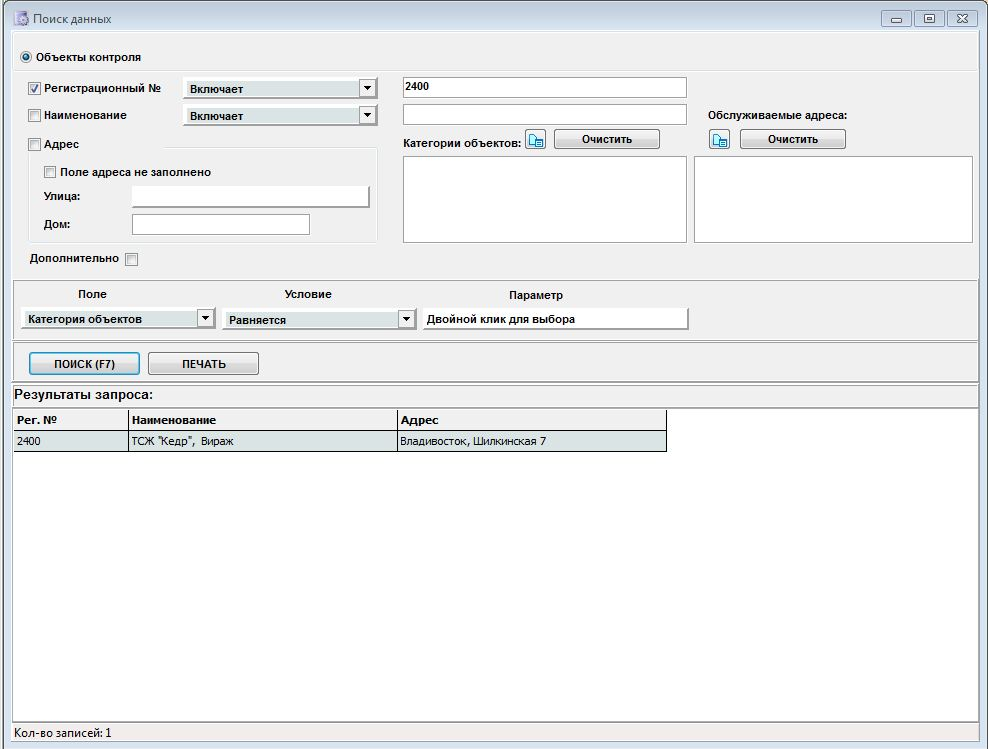 Поиск данных
Объекты контроля
Регистрационный № Включает 2400
Наименование Включает
Обслуживаемые адреса:
Адрес
Категории объектов: Очистить Очистить
Поле адреса не заполнено
Улица:
Дом:
Дополнительно
Поле Условие Параметр
Категория объектов Равняется Двойной клик для выбора
ПОИСК (F7) ПЕЧАТЬ
Результаты запроса:
Рег. № Наименование Адрес
2400 ТСЖ "Кедр", Вираж Владивосток, Шилкинская 7
Кол-во записей: 1